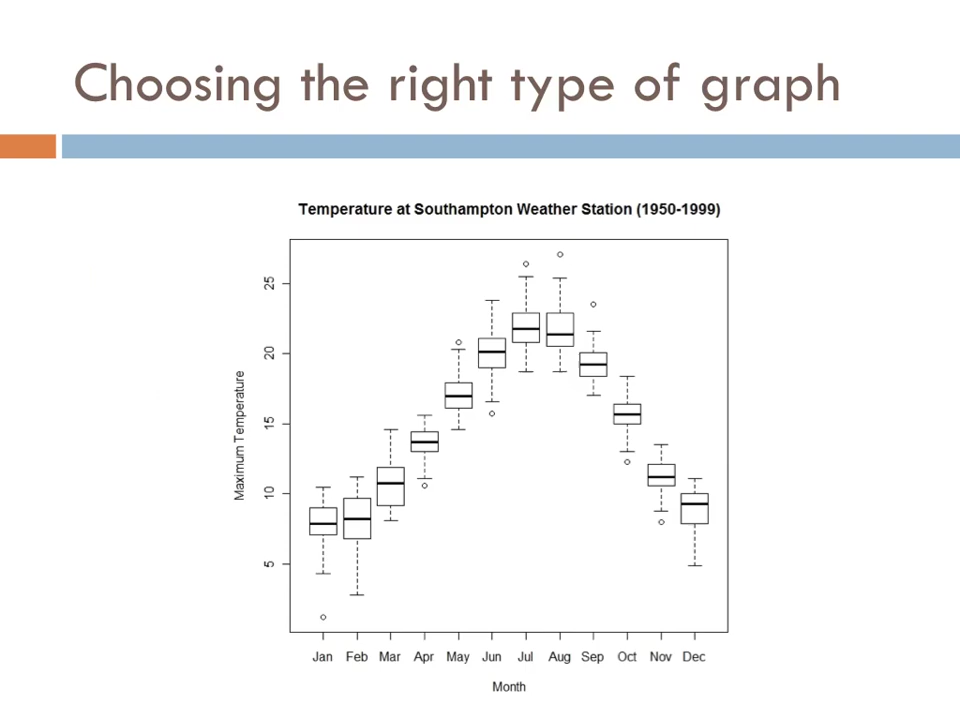 Choosing the right type of graph
Temperature at Southampton Weather Station (1950-1999)
25
20
15
10
5
Maximum Temperature
Jan Feb Mar Apr May Jun Jul Aug Sep Oct Nov Dec
Month